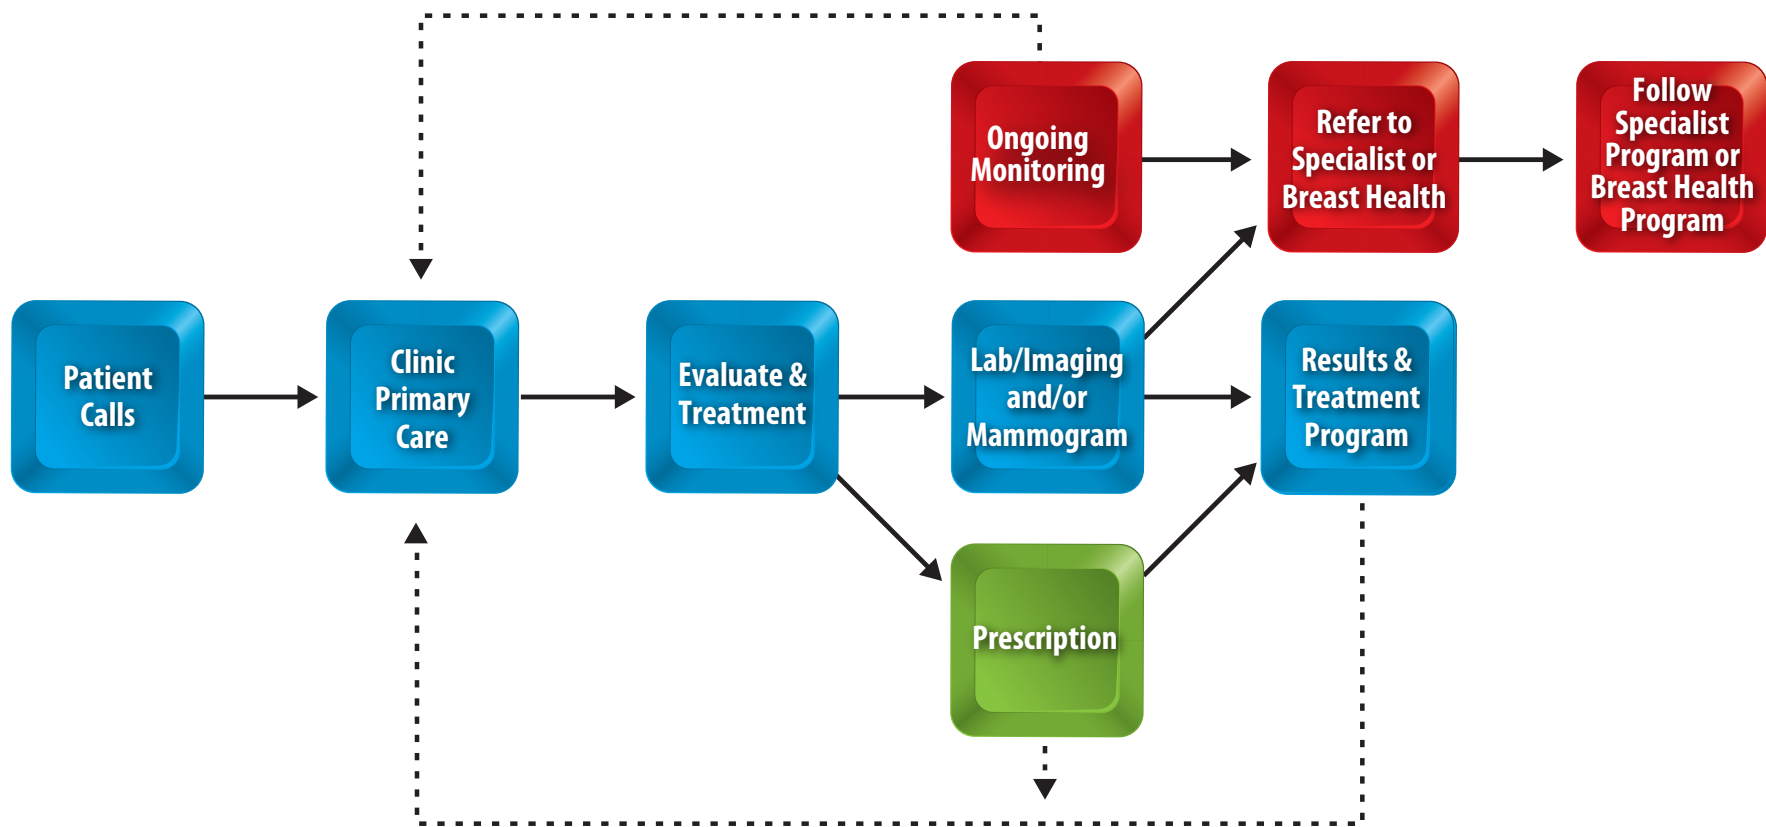 Ongoing
Monitoring
Refer to
Specialist or
Breast Health
Follow
Specialist
Program or
Breast Health
Program
Patient
Calls
Clinic
Primary
Care
Evaluate &
Treatment
Lab/Imaging
and/or
Mammogram
Results &
Treatment
Program
Prescription